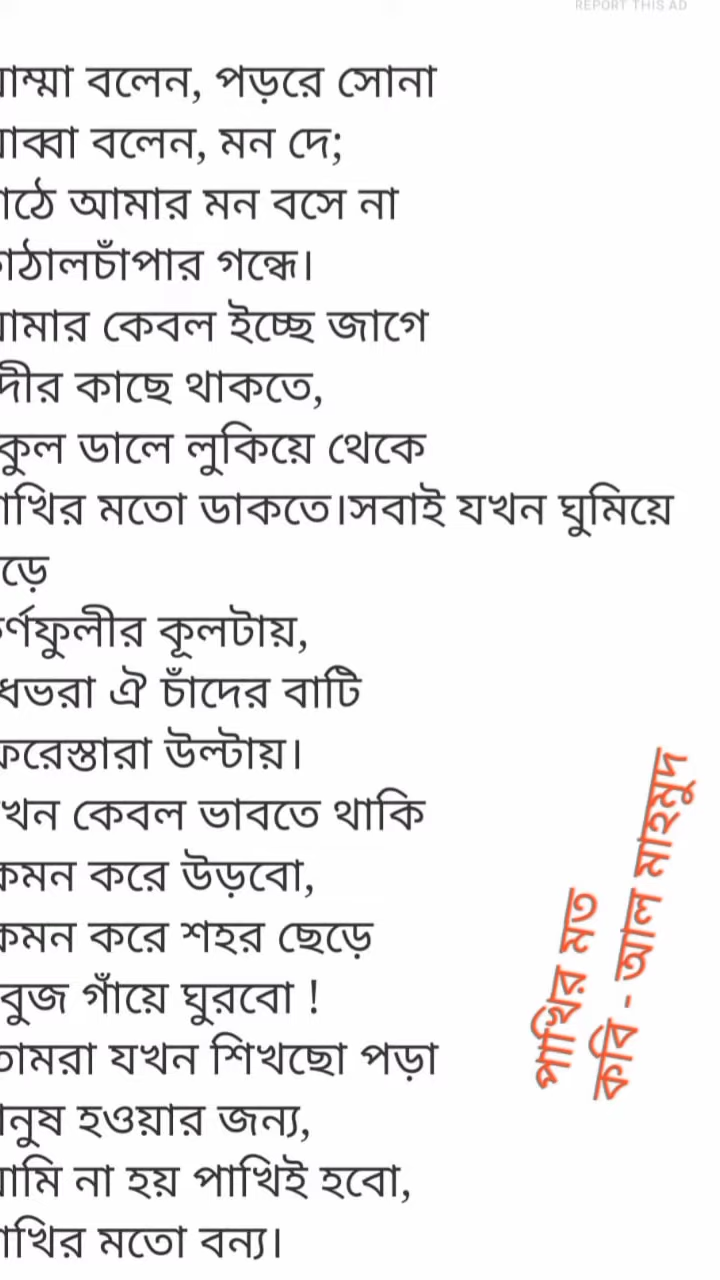 REPORT THIS AD
াম্মা বলেন, পড়রে সোনা
াব্বা বলেন, মন দে;
াঠে আমার মন বসে না
াঁঠালচাঁপার গন্ধে।
ামার কেবল ইচ্ছে জাগে
দীর কাছে থাকতে,
কুল ডালে লুকিয়ে থেকে
াখির মতো ডাকতে।সবাই যখন ঘুমিয়ে
ড়ে
র্ণফুলীর কূলটায়,
ধভরা ঐ চাঁদের বাটি
ফরেস্তারা উল্টায়।
খন কেবল ভাবতে থাকি
কমন করে উড়বো,
কমন করে শহর ছেড়ে
বুজ গাঁয়ে ঘুরবো !
তামরা যখন শিখছো পড়া
ানুষ হওয়ার জন্য,
ামি না হয় পাখিই হবো,
াখির মতো বন্য।
পাখির মত
কবি - আল মাহমুদ